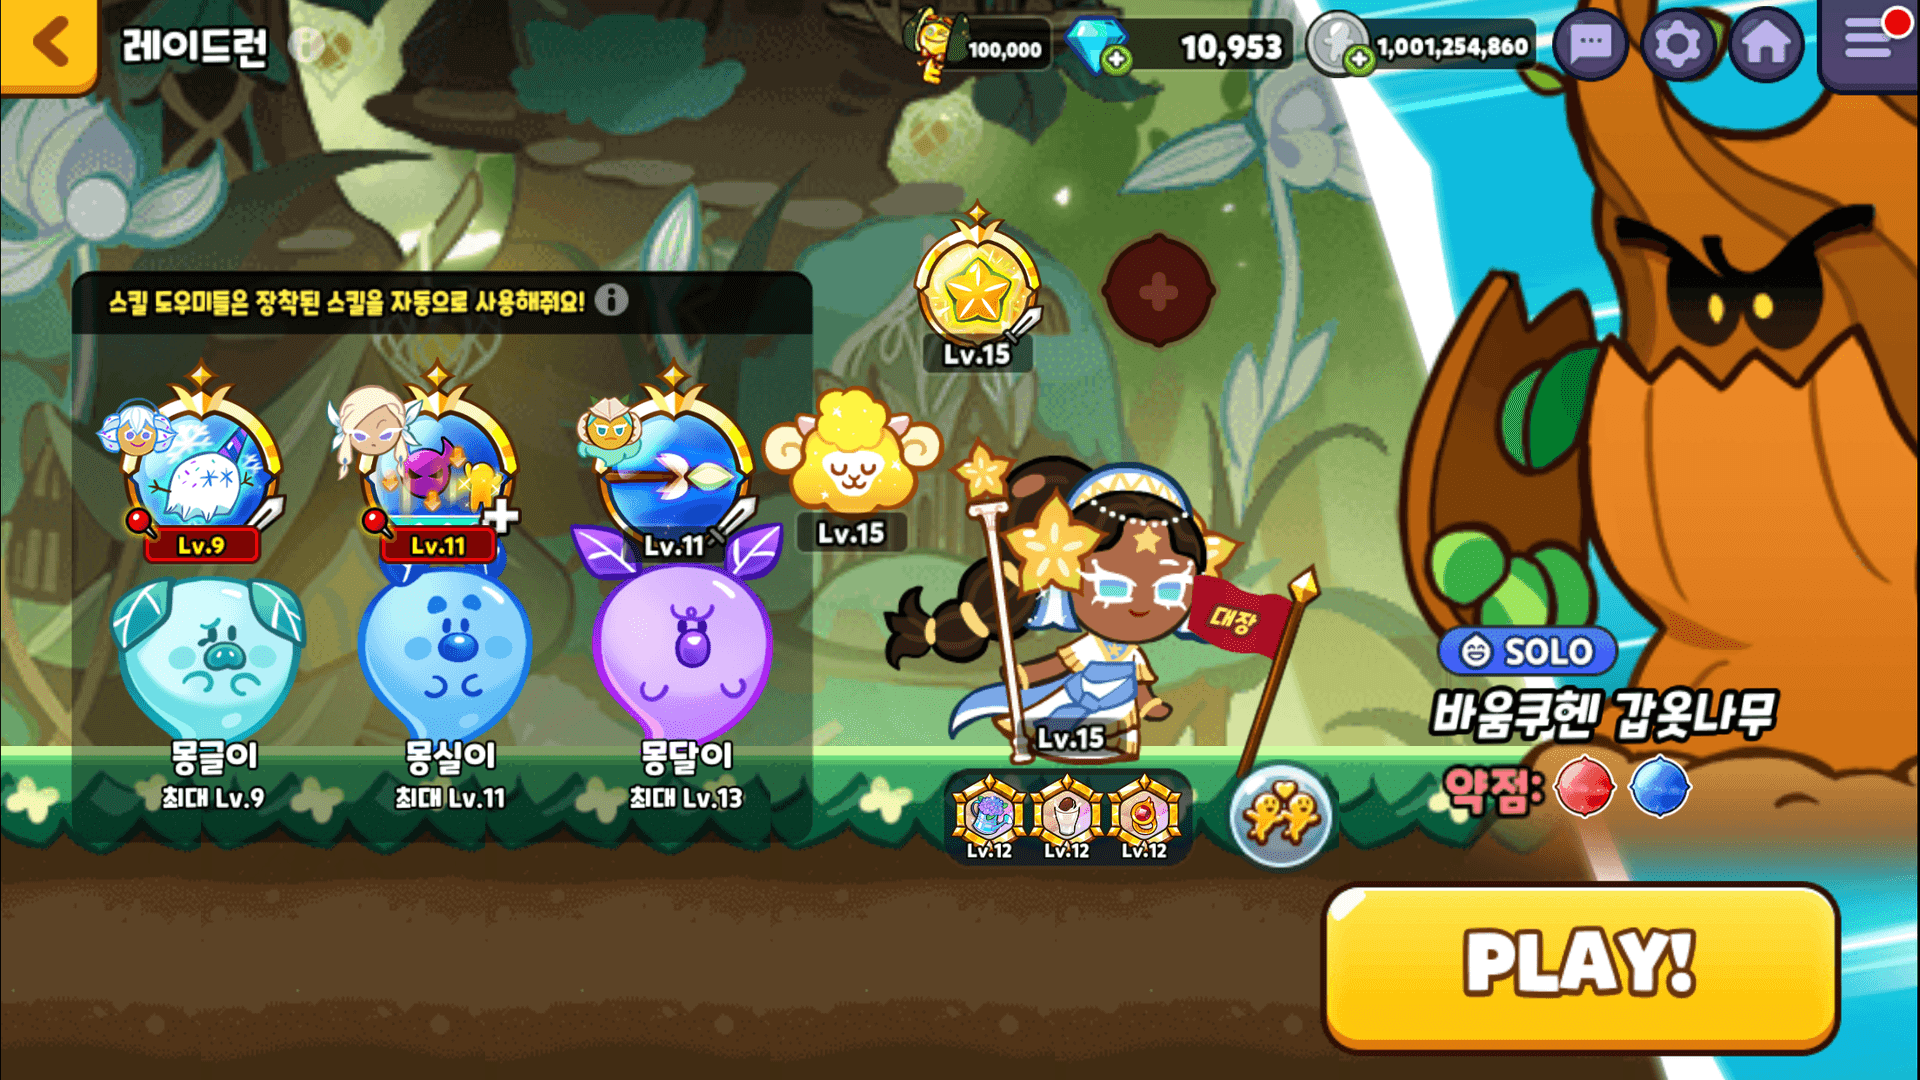 레이드런
100,000
10,953
1,001,254,860
스킬 도우미들은 장착된 스킬을 자동으로 사용해줘요!
Lv.15
Lv.9
Lv.11
Lv.11
Lv.15
대장
SOLO
바움쿠헨 갑옷나무
약점:
Lv.15
몽글이
최대 Lv.9
몽실이
최대 Lv.11
몽달이
최대 Lv.13
Lv.12
Lv.12
Lv.12
PLAY!